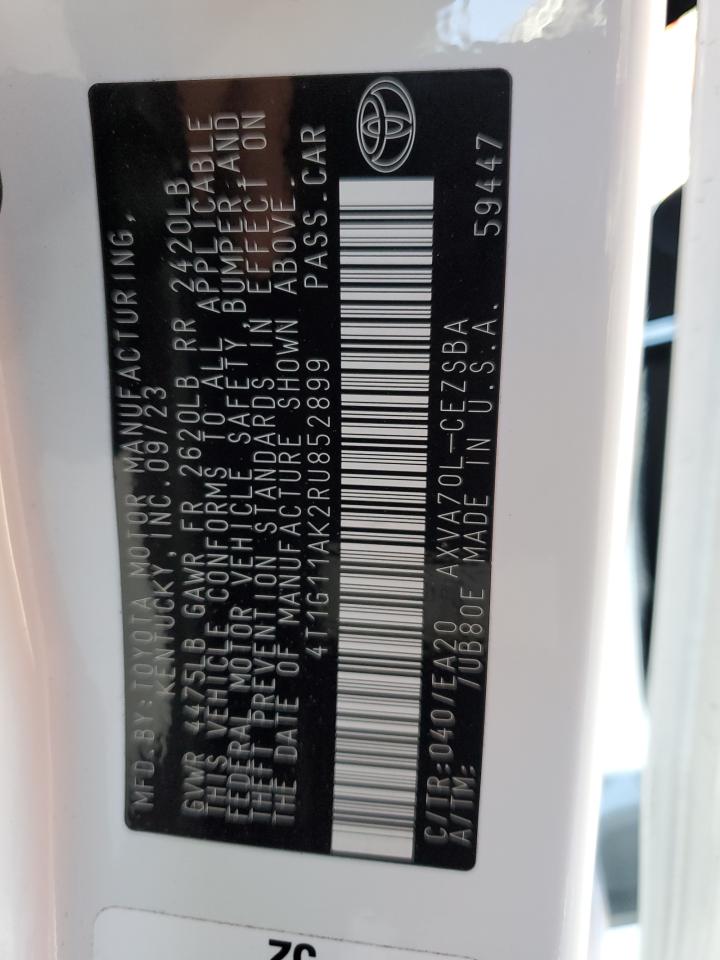 MFD. BY: TOYOTA MOTOR MANUFACTURING,
KENTUCKY, INC. 09/23
GVWR 4475LB GAWR FR 2620LB RR 2420LB
THIS VEHICLE CONFORMS TO ALL APPLICABLE
FEDERAL MOTOR VEHICLE SAFETY, BUMPER, AND
THEFT PREVENTION STANDARDS IN EFFECT ON
THE DATE OF MANUFACTURE SHOWN ABOVE.
4T1G11AK2RU852899 PASS. CAR
C/TR: 040/EA20 AXVA70L-CEZSBA
A/TM: /UB80E MADE IN U.S.A. 59447